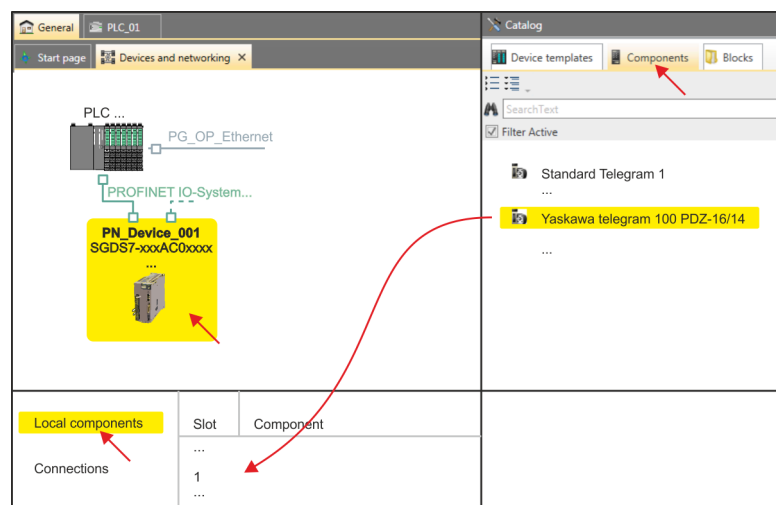 General
PLC_01
Start page
Devices and networking ×
PLC ...
PG_OP_Ethernet
PROFINET IO-System...
PN_Device_001
SGDS7-xxxAC0xxxx
...
Local components
Connections
Slot
Component
...
1
...
Catalog
Device templates
Components
Blocks
SearchText
Filter Active
Standard Telegram 1
...
Yaskawa telegram 100 PDZ-16/14
...